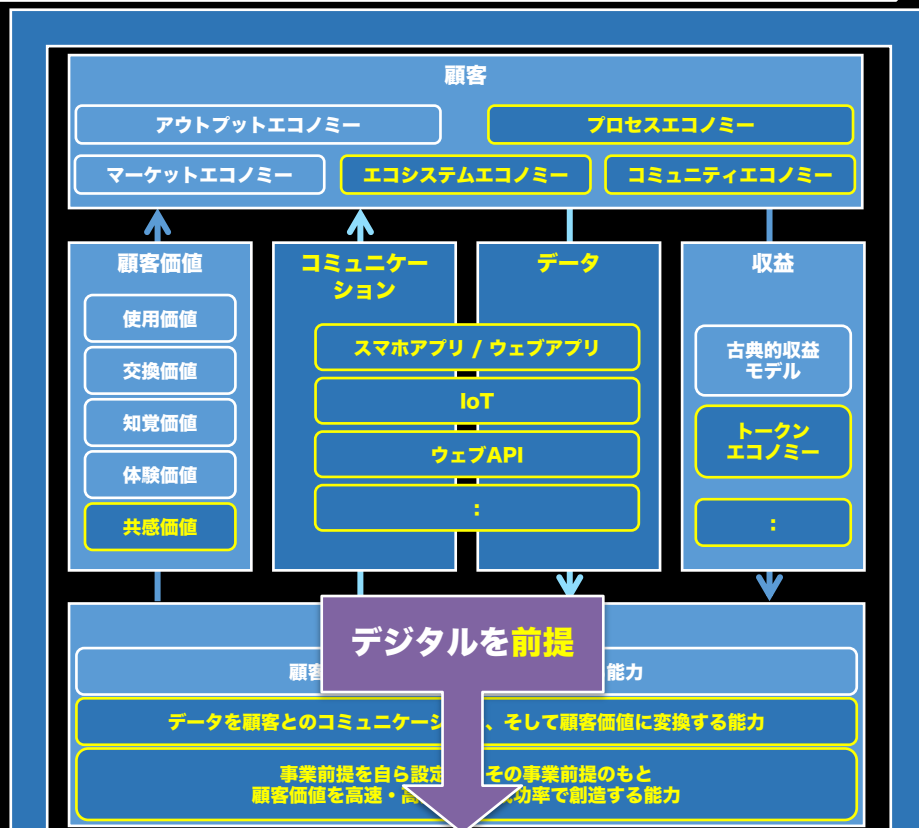 顧客
アウトプットエコノミー
プロセスエコノミー
マーケットエコノミー
エコシステムエコノミー
コミュニティエコノミー
顧客価値
使用価値
交換価値
知覚価値
体験価値
共感価値
コミュニケー
ション
データ
スマホアプリ / ウェブアプリ
IoT
ウェブAPI
:
収益
古典的収益
モデル
トークン
エコノミー
:
デジタルを前提
顧客 能力
データを顧客とのコミュニケーシ 、そして顧客価値に変換する能力
事業前提を自ら設定 その事業前提のもと
顧客価値を高速・高 功率で創造する能力